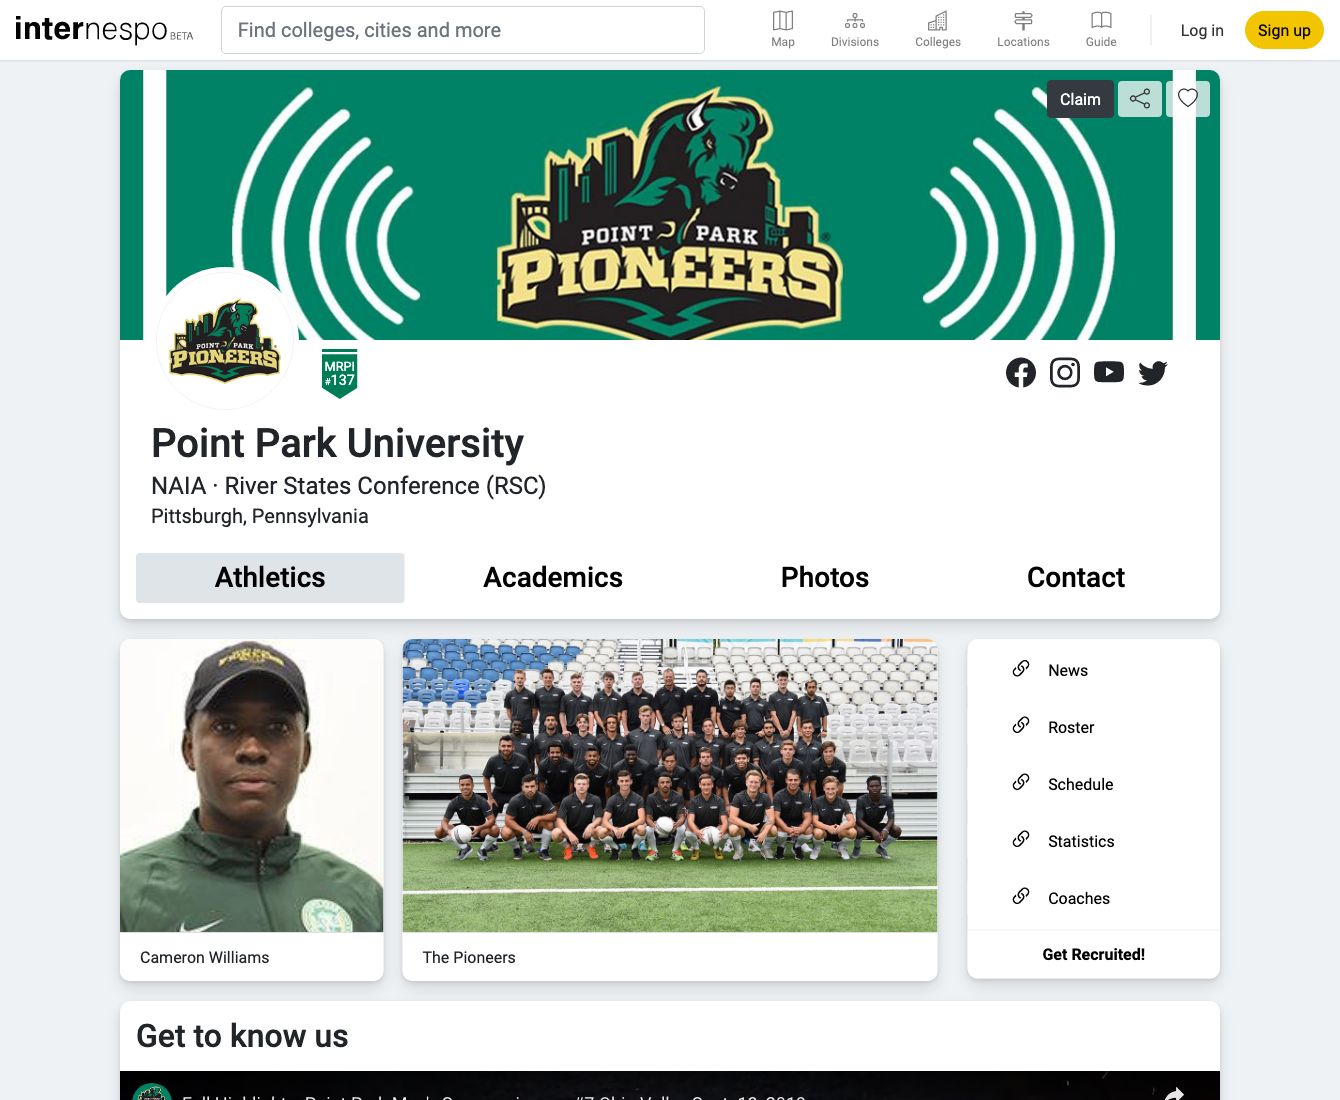 internespo BETA
Find colleges, cities and more
Map
Divisions
Colleges
Locations
Guide
Log in
Sign up
Claim
POINT PARK
PIONEERS
POINT PARK
PIONEERS
MRPI
#137
Point Park University
NAIA · River States Conference (RSC)
Pittsburgh, Pennsylvania
Athletics
Academics
Photos
Contact
Cameron Williams
The Pioneers
News
Roster
Schedule
Statistics
Coaches
Get Recruited!
Get to know us